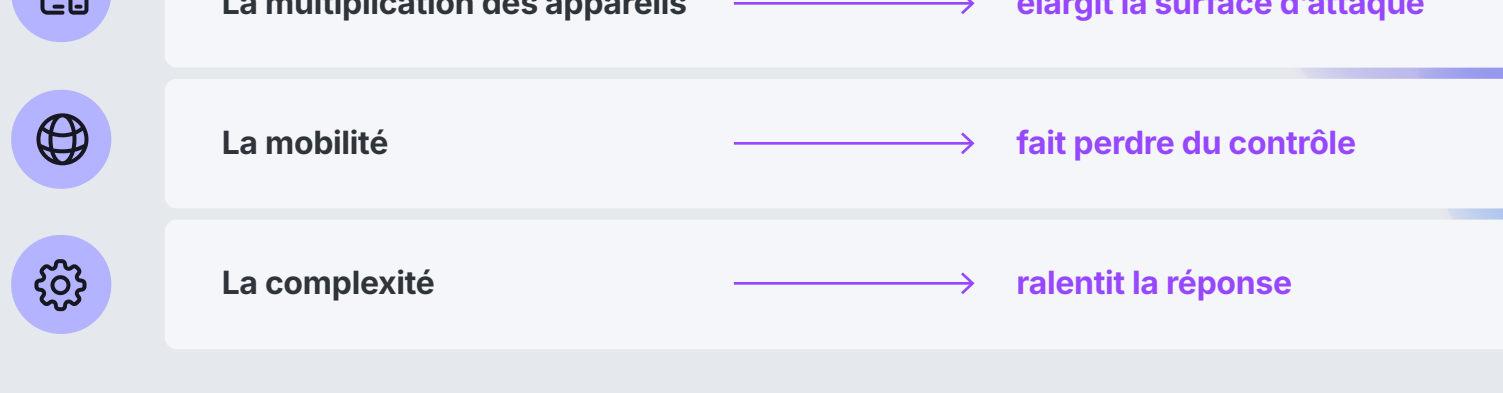 La multiplication des appareils → élargit la surface d'attaque
La mobilité → fait perdre du contrôle
La complexité → ralentit la réponse